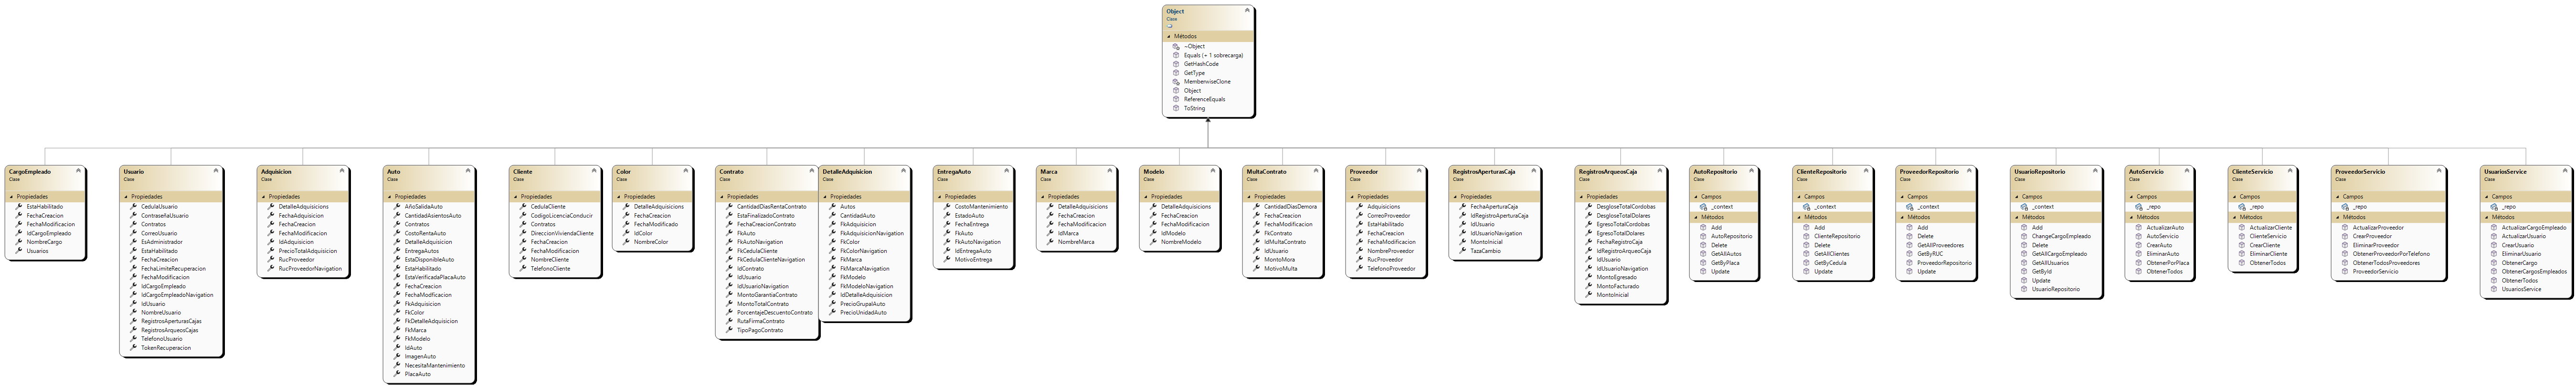 Object
Clase
Métodos
~Object
Equals (+ 1 sobrecarga)
GetHashCode
GetType
MemberwiseClone
Object
ReferenceEquals
ToString
CargoEmpleado
Clase
Propiedades
EstaHabilitado
FechaCreacion
FechaModificacion
IdCargoEmpleado
NombreCargo
Usuarios
Usuario
Clase
Propiedades
CedulaUsuario
ContraseñaUsuario
Contratos
CorreoUsuario
EsAdministrador
EstaHabilitado
FechaCreacion
FechaLimiteRecuperacion
FechaModificacion
IdCargoEmpleado
IdCargoEmpleadoNavigation
IdUsuario
NombreUsuario
RegistrosAperturasCajas
RegistrosArqueosCajas
TelefonoUsuario
TokenRecuperacion
Adquisicion
Clase
Propiedades
DetalleAdquisicions
FechaAdquisicion
FechaCreacion
FechaModificacion
IdAdquisicion
PrecioTotalAdquisicion
RucProveedor
RucProveedorNavigation
Auto
Clase
Propiedades
AñoSalidaAuto
CantidadAsientosAuto
Contratos
CostoRentaAuto
DetalleAdquisicion
EntregaAutos
EstaDisponibleAuto
EstaHabilitado
EstaVerificadaPlacaAuto
FechaCreacion
FechaModficacion
FkAdquisicion
FkColor
FkDetalleAdquisicion
FkMarca
FkModelo
IdAuto
ImagenAuto
NecesitaMantenimiento
PlacaAuto
Cliente
Clase
Propiedades
CedulaCliente
CodigoLicenciaConducir
Contratos
DireccionViviendaCliente
FechaCreacion
FechaModificacion
NombreCliente
TelefonoCliente
Color
Clase
Propiedades
DetalleAdquisicions
FechaCreacion
FechaModificado
IdColor
NombreColor
Contrato
Clase
Propiedades
CantidadDiasRentaContrato
EstaFinalizadoContrato
FechaCreacionContrato
FkAuto
FkAutoNavigation
FkCedulaCliente
FkCedulaClienteNavigation
IdContrato
IdUsuario
IdUsuarioNavigation
MontoGarantiaContrato
MontoTotalContrato
PorcentajeDescuentoContrato
RutaFirmaContrato
TipoPagoContrato
DetalleAdquisicion
Clase
Propiedades
Autos
CantidadAuto
FkAdquisicion
FkAdquisicionNavigation
FkColor
FkColorNavigation
FkMarca
FkMarcaNavigation
FkModelo
FkModeloNavigation
IdDetalleAdquisicion
PrecioGrupalAuto
PrecioUnidadAuto
EntregaAuto
Clase
Propiedades
CostoMantenimiento
EstadoAuto
FechaEntrega
FkAuto
FkAutoNavigation
IdEntregaAuto
MotivoEntrega
Marca
Clase
Propiedades
DetalleAdquisicions
FechaCreacion
FechaModificacion
IdMarca
NombreMarca
Modelo
Clase
Propiedades
DetalleAdquisicions
FechaCreacion
FechaModificacion
IdModelo
NombreModelo
MultaContrato
Clase
Propiedades
CantidadDiasDemora
FechaCreacion
FechaModificacion
FkContrato
IdMultaContrato
IdUsuario
MontoMora
MotivoMulta
Proveedor
Clase
Propiedades
Adquisicions
CorreoProveedor
EstaHabilitado
FechaCreacion
FechaModificacion
NombreProveedor
RucProveedor
TelefonoProveedor
RegistrosAperturasCaja
Clase
Propiedades
FechaAperturaCaja
IdRegistroAperturaCaja
IdUsuario
IdUsuarioNavigation
MontoInicial
TazaCambio
RegistrosArqueosCaja
Clase
Propiedades
DesgloseTotalCordobas
DesgloseTotalDolares
EgresoTotalCordobas
EgresoTotalDolares
FechaRegistroCaja
IdRegistroArqueoCaja
IdUsuario
IdUsuarioNavigation
MontoEgresado
MontoFacturado
MontoInicial
AutoRepositorio
Clase
Campos
_context
Métodos
Add
AutoRepositorio
Delete
GetAllAutos
GetByPlaca
Update
ClienteRepositorio
Clase
Campos
_context
Métodos
Add
ClienteRepositorio
Delete
GetAllClientes
GetByCedula
Update
ProveedorRepositorio
Clase
Campos
_context
Métodos
Add
Delete
GetAllProveedores
GetByRUC
ProveedorRepositorio
Update
UsuarioRepositorio
Clase
Campos
_context
Métodos
Add
ChangeCargoEmpleado
Delete
GetAllCargoEmpleado
GetAllUsuarios
GetById
Update
UsuarioRepositorio
AutoServicio
Clase
Campos
_repo
Métodos
ActualizarAuto
AutoServicio
CrearAuto
EliminarAuto
ObtenerPorPlaca
ObtenerTodos
ClienteServicio
Clase
Campos
_repo
Métodos
ActualizarCliente
ClienteServicio
CrearCliente
EliminarCliente
ObtenerTodos
ProveedorServicio
Clase
Campos
_repo
Métodos
ActualizarProveedor
CrearProveedor
EliminarProveedor
ObtenerProveedorPorTelefono
ObtenerTodosProveedores
ProveedorServicio
UsuariosService
Clase
Campos
_repo
Métodos
ActualizarCargoEmpleado
ActualizarUsuario
CrearUsuario
EliminarUsuario
ObtenerCargo
ObtenerCargosEmpleados
ObtenerTodos
UsuariosService